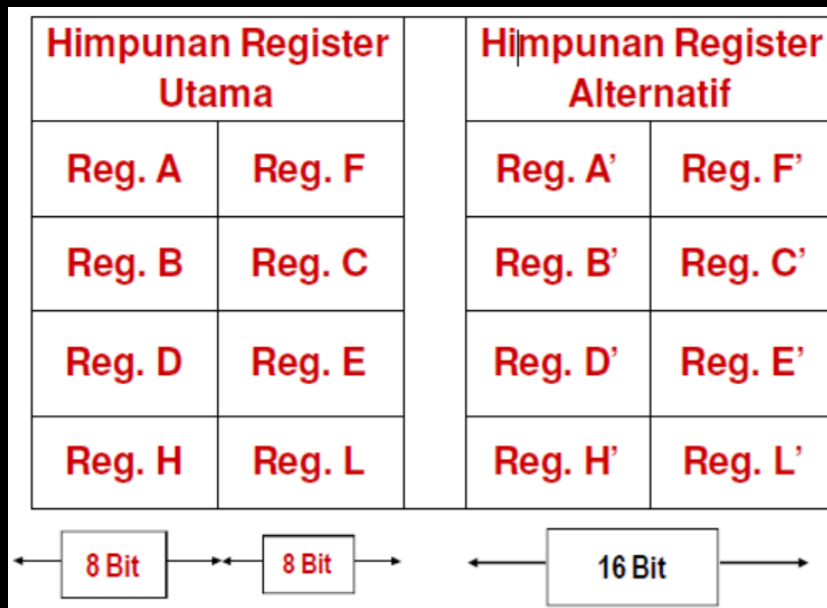 Himpunan Register
Utama
Himpunan Register
Alternatif
Reg. A
Reg. F
Reg. A’
Reg. F’
Reg. B
Reg. C
Reg. B’
Reg. C’
Reg. D
Reg. E
Reg. D’
Reg. E’
Reg. H
Reg. L
Reg. H’
Reg. L’
8 Bit
8 Bit
16 Bit